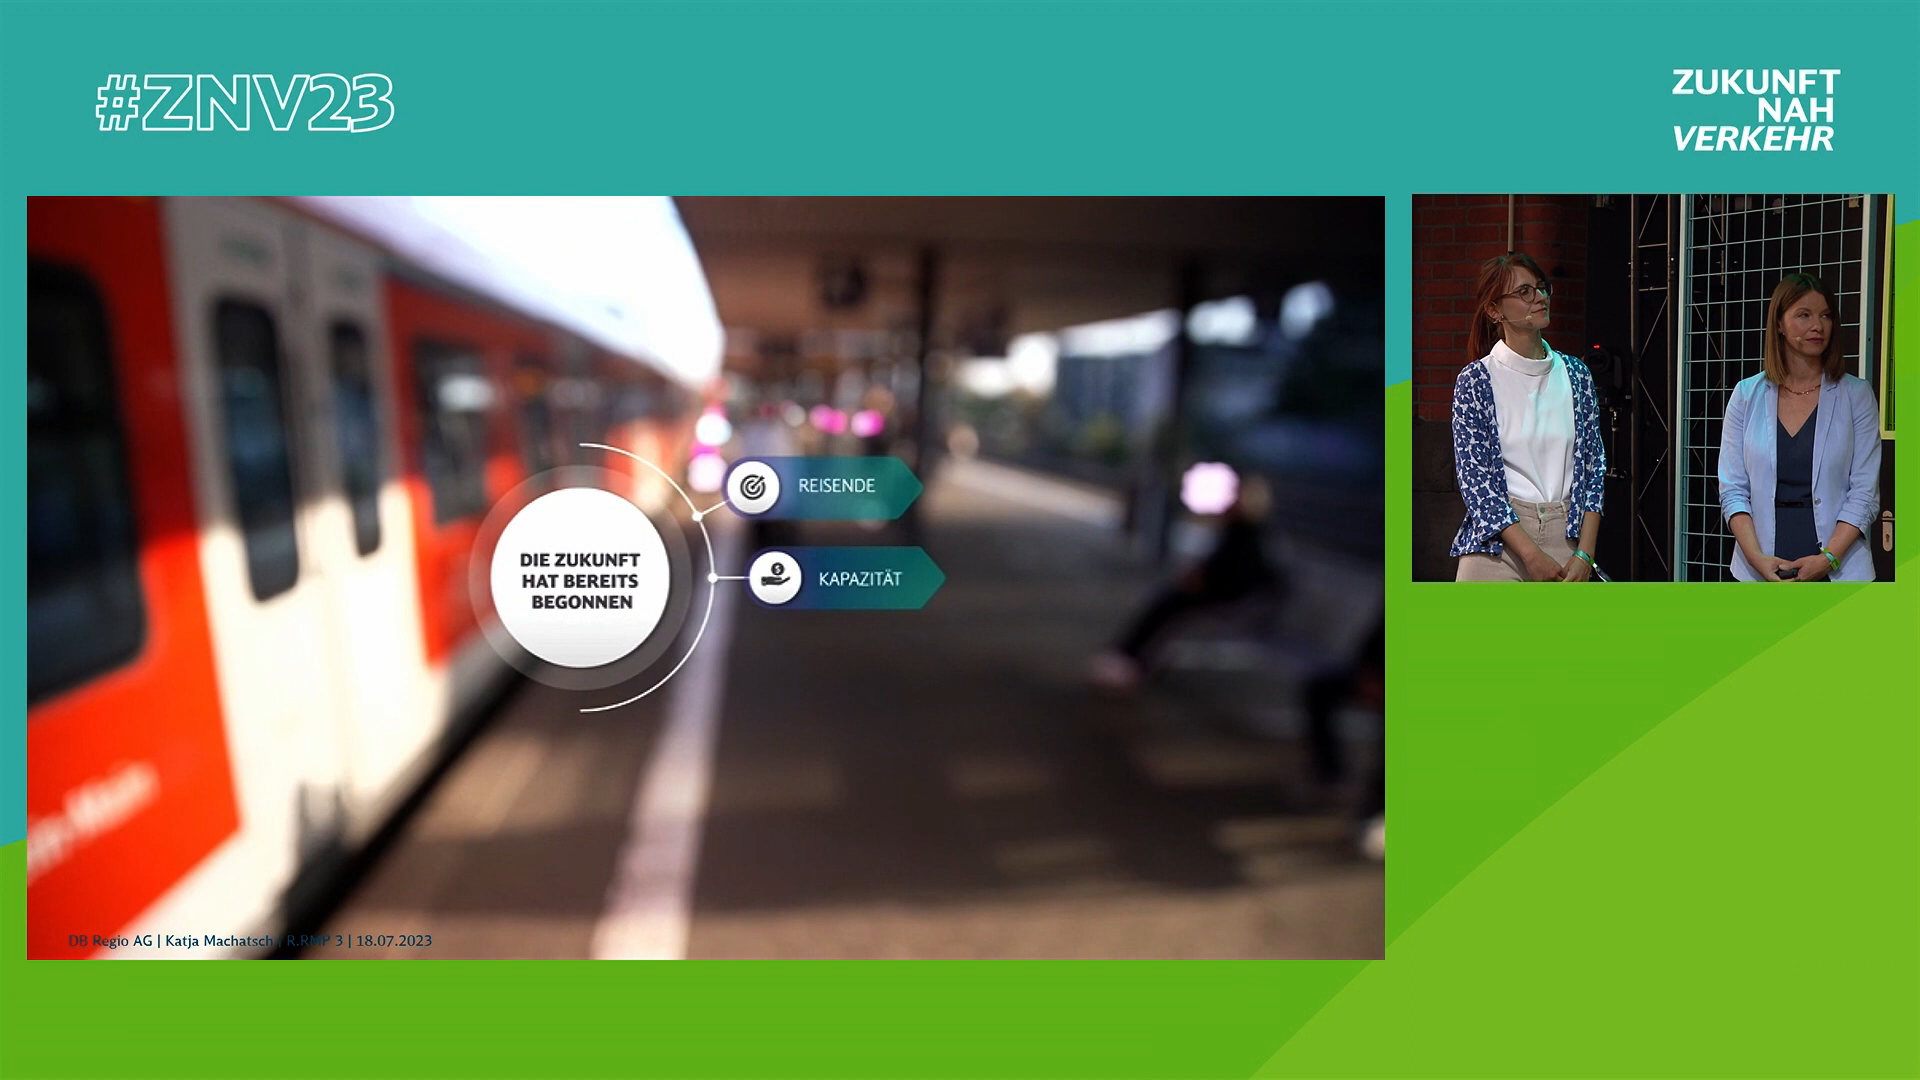 #ZNV23
ZUKUNFT
NAH
VERKEHR
DIE ZUKUNFT
HAT BEREITS
BEGONNEN
REISENDE
KAPAZITÄT
DB Regio AG | Katja Machatsch | R.RMP 3 | 18.07.2023